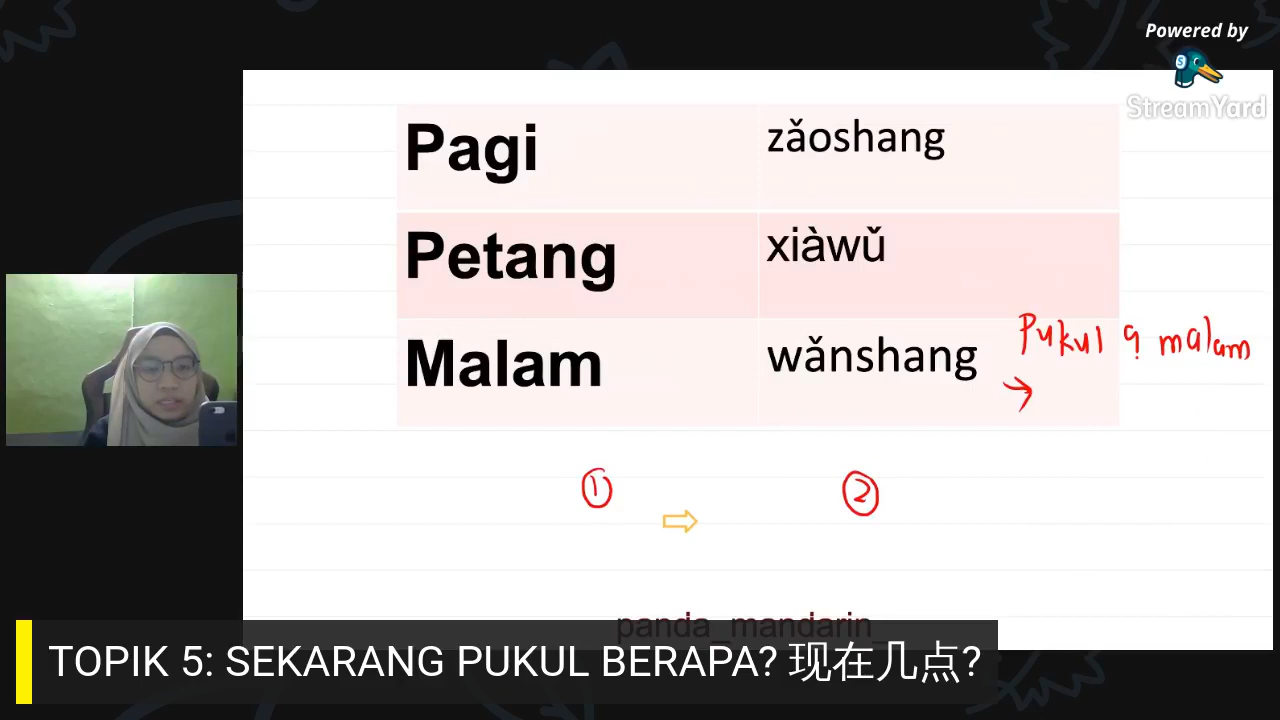 Powered by
StreamYard
Pagi zǎoshang
Petang xiàwǔ
Malam wǎnshang
Pukul 9 malam
→
① ②
⇨
panda_mandarin_
TOPIK 5: SEKARANG PUKUL BERAPA? 现在几点?